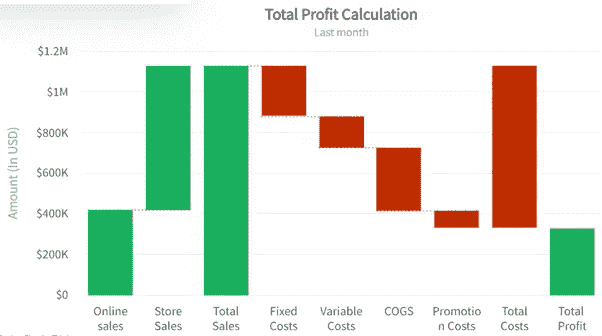 Total Profit Calculation
Last month
Amount (In USD)
$1.2M
$1M
$800K
$600K
$400K
$200K
$0
Online
sales
Store
Sales
Total
Sales
Fixed
Costs
Variable
Costs
COGS
Promotio
n Costs
Total
Costs
Total
Profit